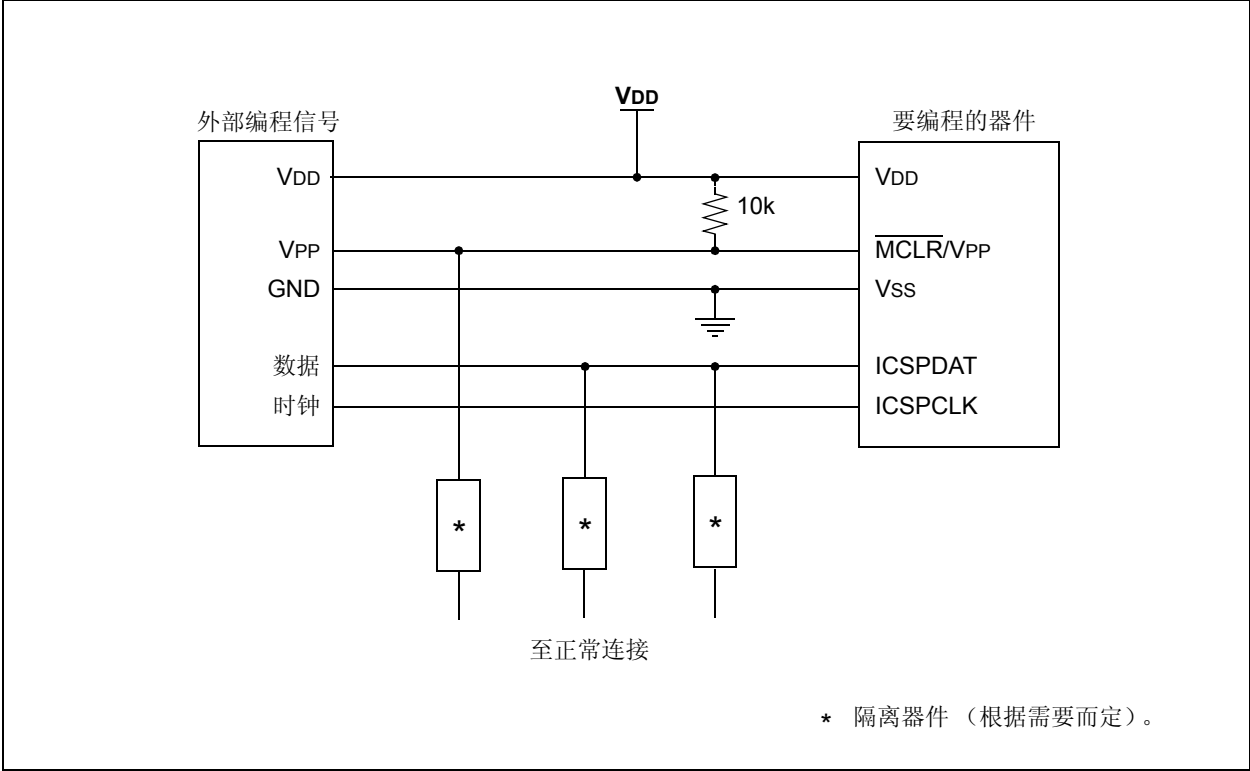 VDD
外部编程信号
要编程的器件
VDD
VDD
10k
VPP
MCLR/VPP
GND
VSS
数据
ICSPDAT
时钟
ICSPCLK
*
*
*
至正常连接
* 隔离器件 （根据需要而定）。